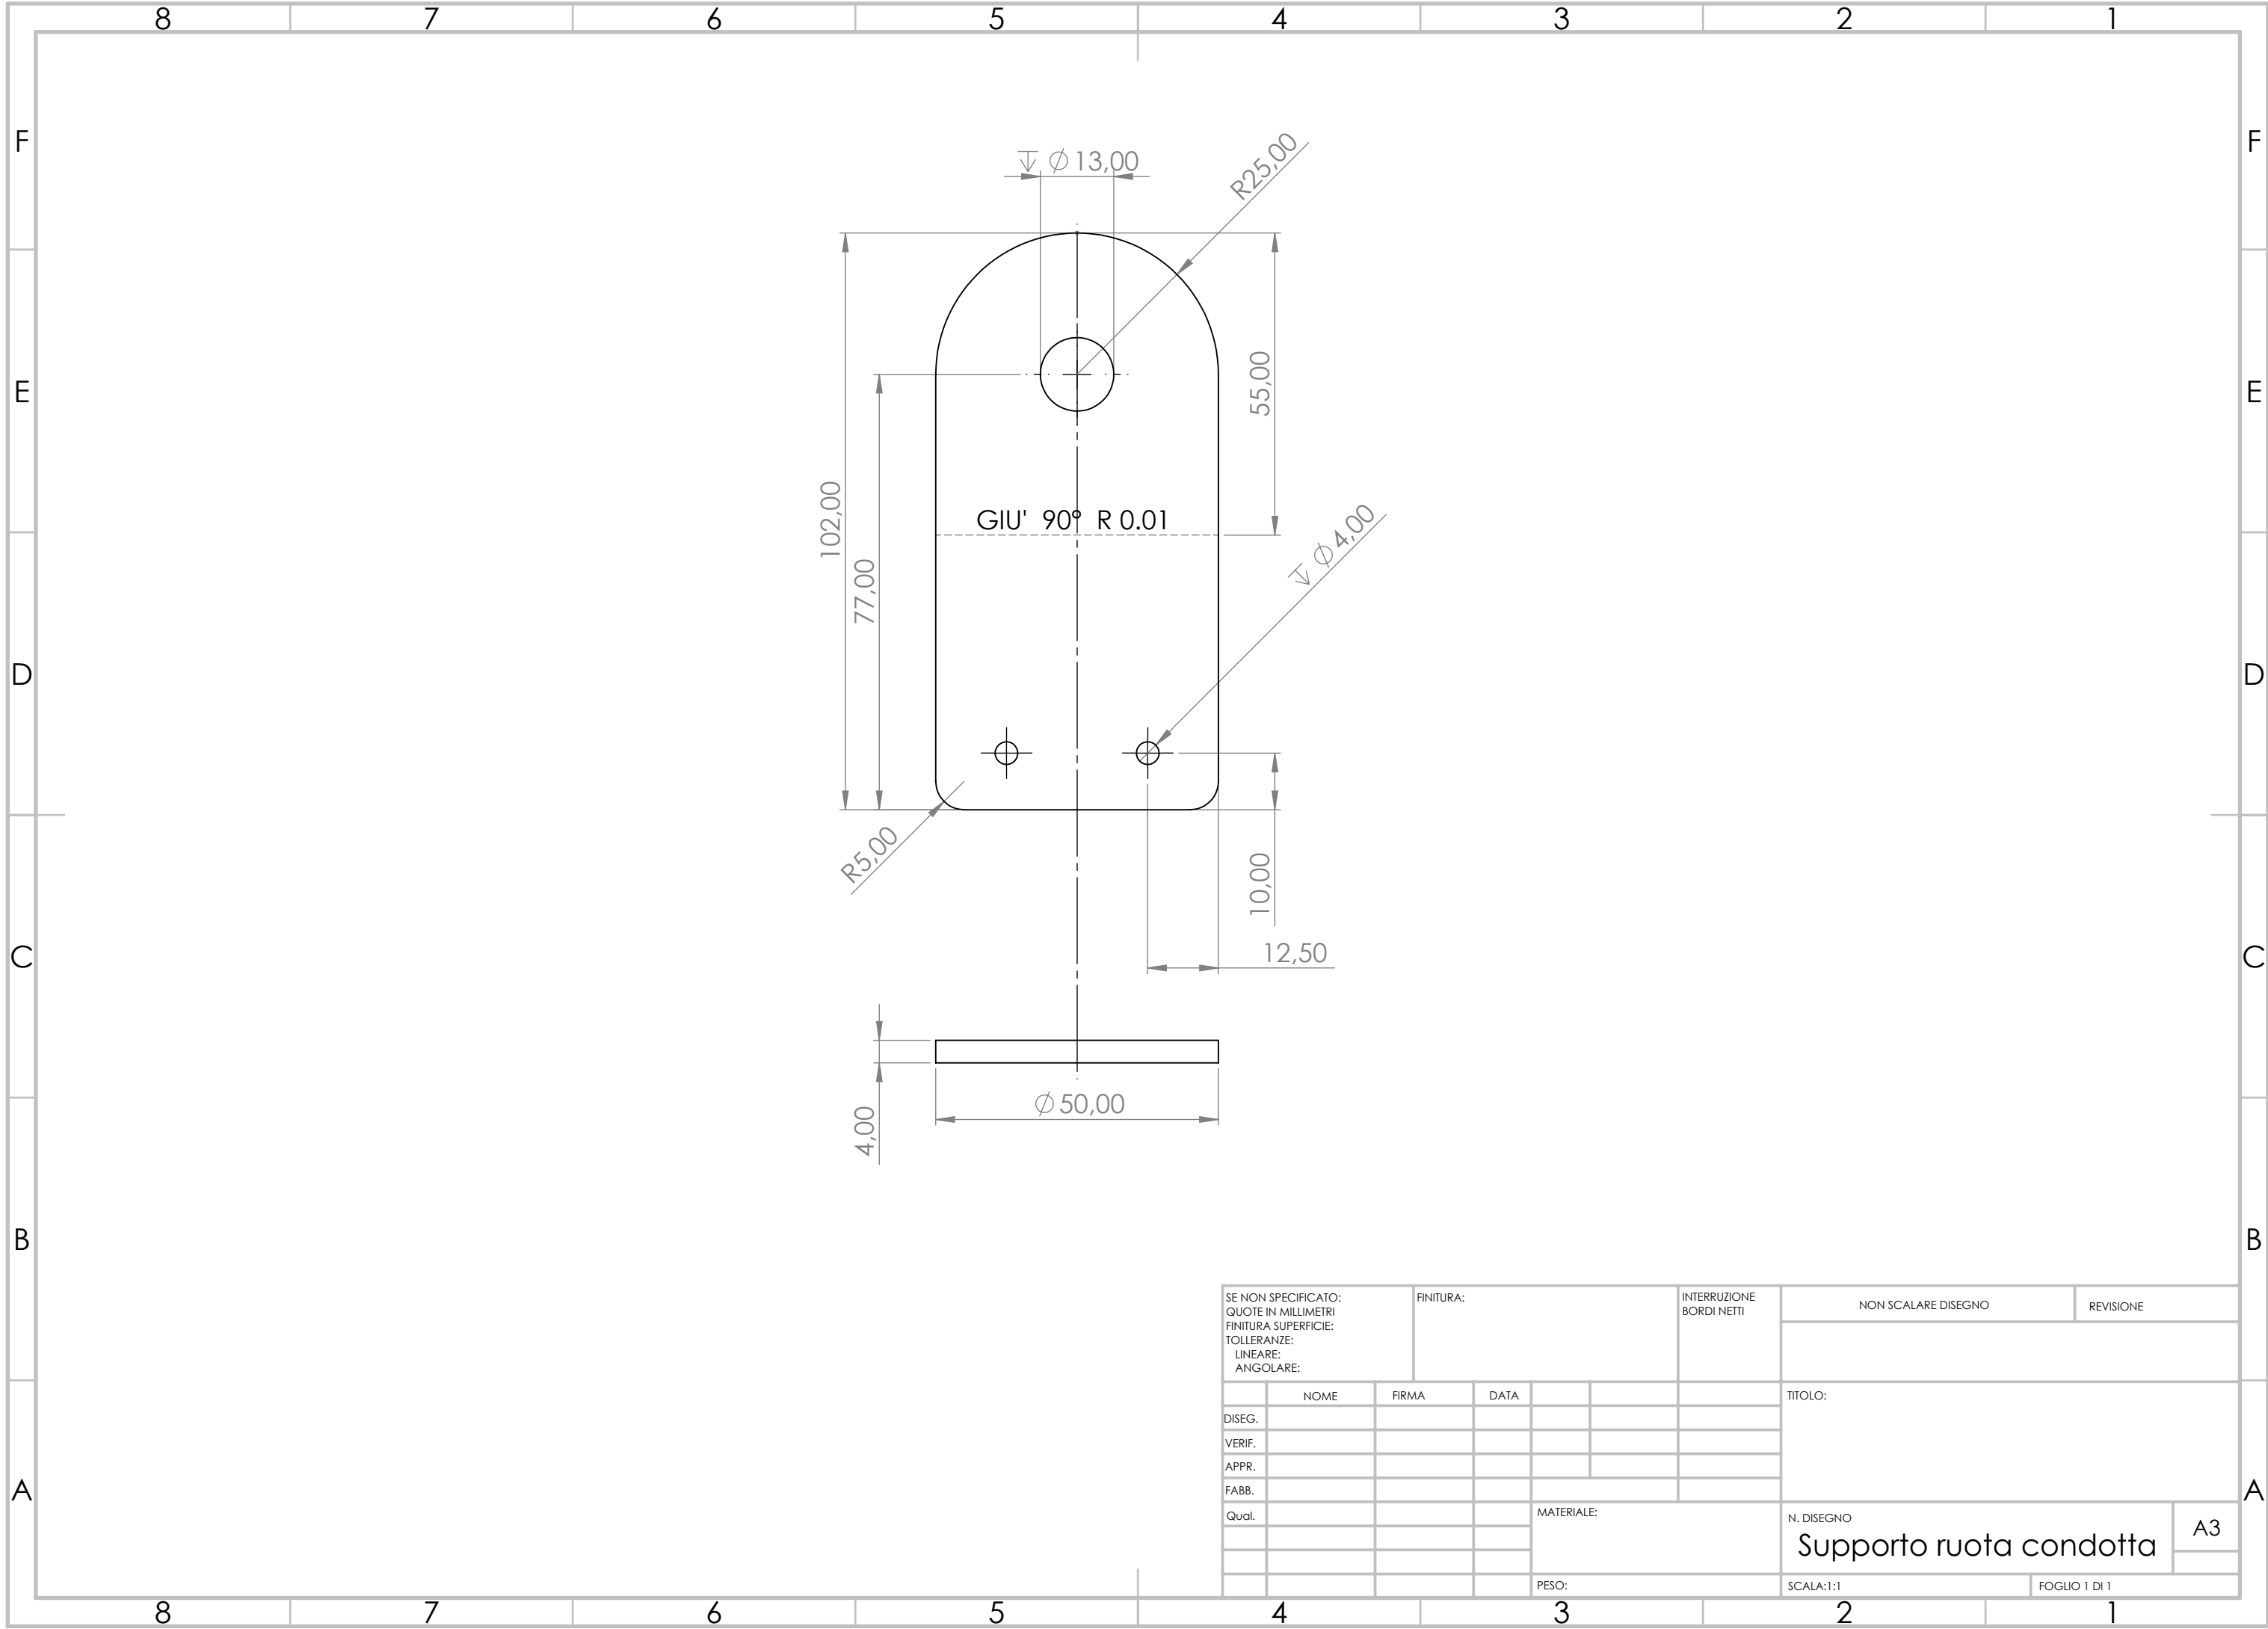 8 7 6 5 4 3 2 1
F F
↧ ∅ 13,00
R25,00
E E
55,00
102,00
GIU' 90° R 0.01
77,00
↧ ∅ 4,00
D D
R5,00
10,00
C C
12,50
4,00
∅ 50,00
B B
SE NON SPECIFICATO:
QUOTE IN MILLIMETRI
FINITURA SUPERFICIE:
TOLLERANZE:
LINEARE:
ANGOLARE:
FINITURA:
INTERRUZIONE
BORDI NETTI
NON SCALARE DISEGNO
REVISIONE
NOME FIRMA DATA
TITOLO:
DISEG.
VERIF.
APPR.
FABB.
Qual.
A A
MATERIALE:
N. DISEGNO
Supporto ruota condotta
A3
PESO:
SCALA:1:1
FOGLIO 1 DI 1
8 7 6 5 4 3 2 1